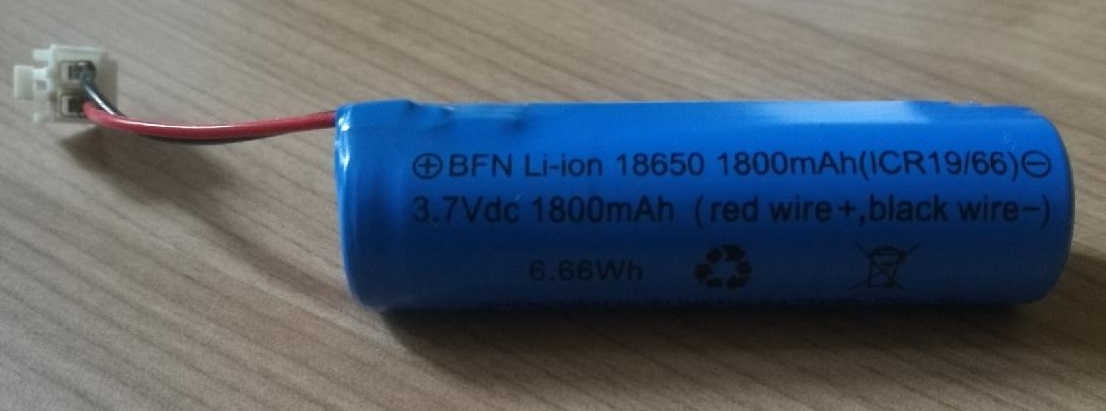 ⊕BFN Li-ion 18650 1800mAh(ICR19/66)⊖
3.7Vdc 1800mAh (red wire+,black wire-)
6.66Wh